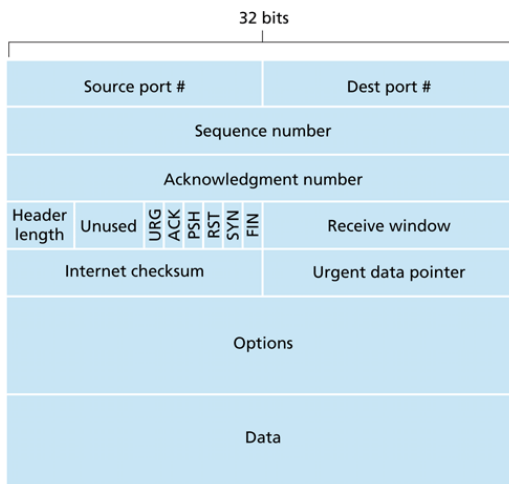 32 bits
Source port #
Dest port #
Sequence number
Acknowledgment number
Header
length
Unused
URG
ACK
PSH
RST
SYN
FIN
Receive window
Internet checksum
Urgent data pointer
Options
Data